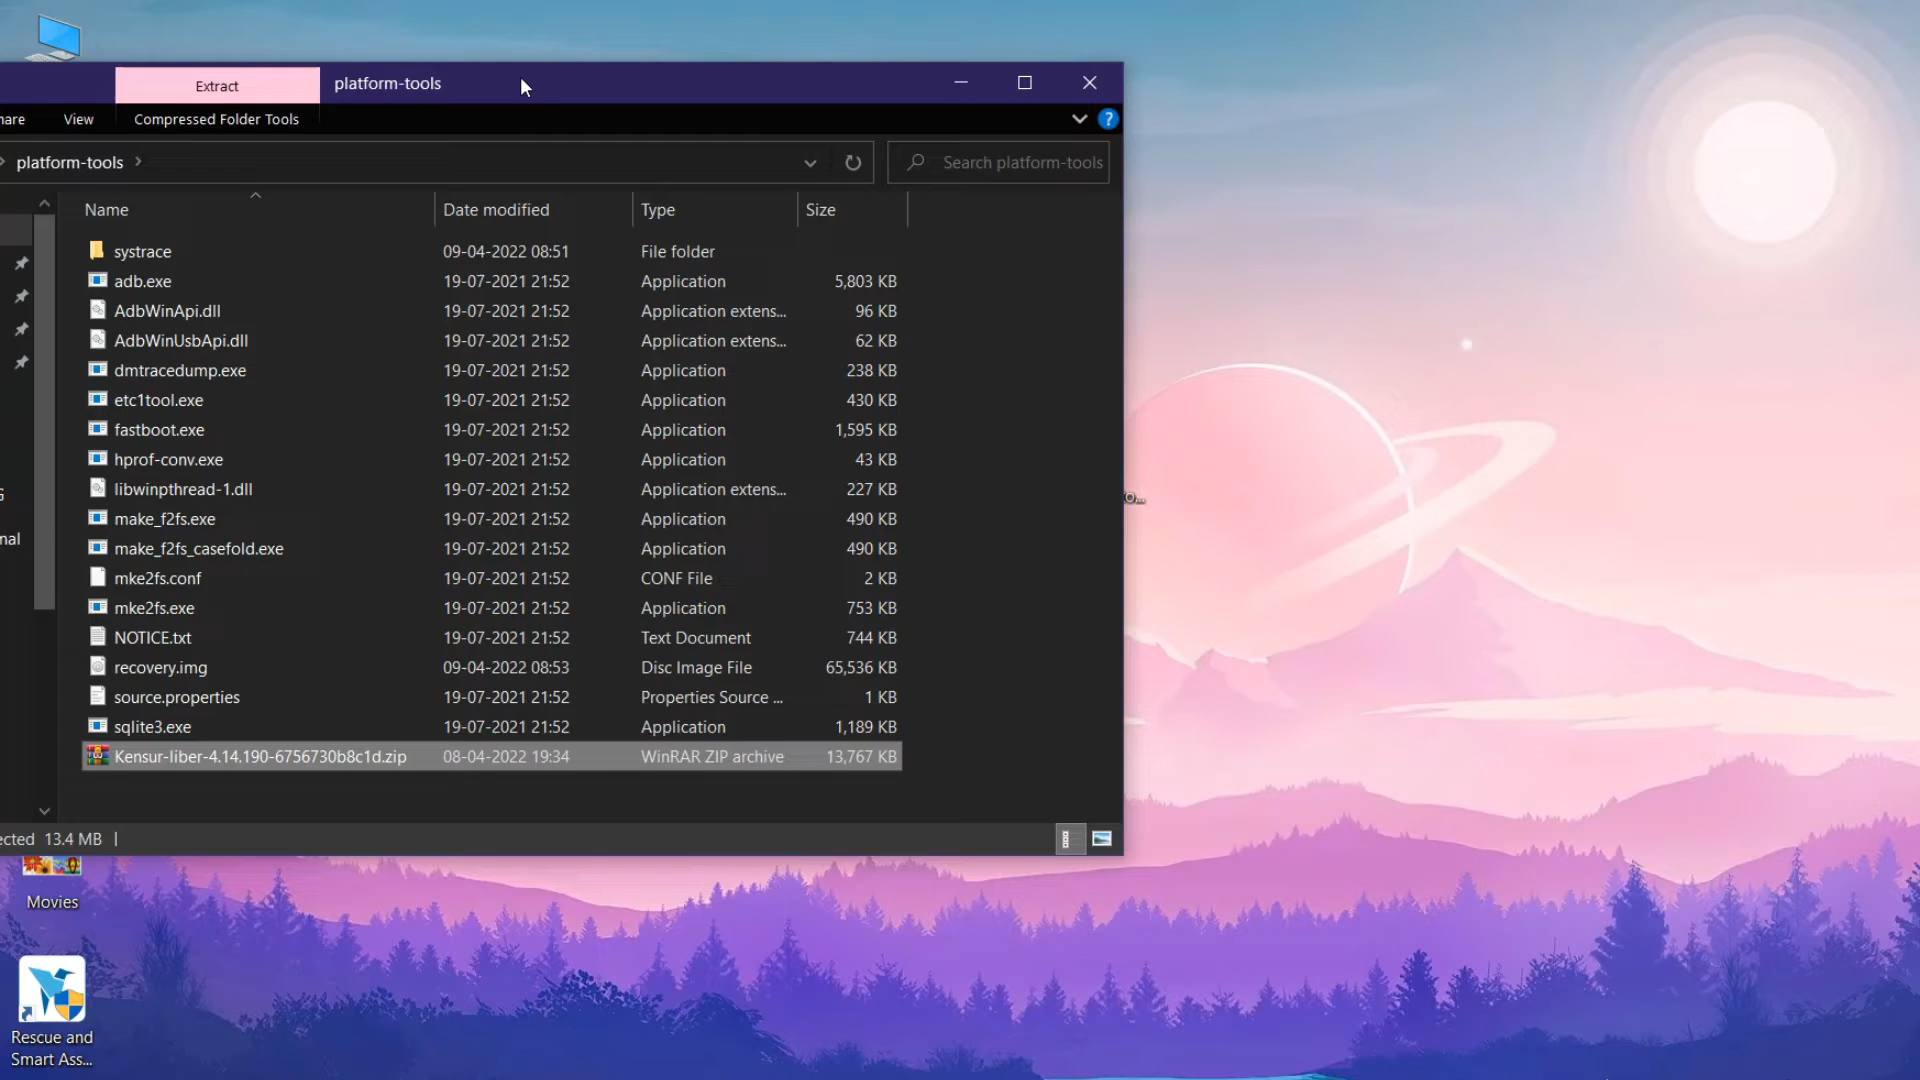 Extract platform-tools
hare View Compressed Folder Tools
platform-tools Search platform-tools
Name Date modified Type Size
systrace 09-04-2022 08:51 File folder
adb.exe 19-07-2021 21:52 Application 5,803 KB
AdbWinApi.dll 19-07-2021 21:52 Application extens... 96 KB
AdbWinUsbApi.dll 19-07-2021 21:52 Application extens... 62 KB
dmtracedump.exe 19-07-2021 21:52 Application 238 KB
etc1tool.exe 19-07-2021 21:52 Application 430 KB
fastboot.exe 19-07-2021 21:52 Application 1,595 KB
hprof-conv.exe 19-07-2021 21:52 Application 43 KB
G libwinpthread-1.dll 19-07-2021 21:52 Application extens... 227 KB o...
make_f2fs.exe 19-07-2021 21:52 Application 490 KB
mal make_f2fs_casefold.exe 19-07-2021 21:52 Application 490 KB
mke2fs.conf 19-07-2021 21:52 CONF File 2 KB
mke2fs.exe 19-07-2021 21:52 Application 753 KB
NOTICE.txt 19-07-2021 21:52 Text Document 744 KB
recovery.img 09-04-2022 08:53 Disc Image File 65,536 KB
source.properties 19-07-2021 21:52 Properties Source ... 1 KB
sqlite3.exe 19-07-2021 21:52 Application 1,189 KB
Kensur-liber-4.14.190-6756730b8c1d.zip 08-04-2022 19:34 WinRAR ZIP archive 13,767 KB
ected 13.4 MB
Movies
Rescue and
Smart Ass...